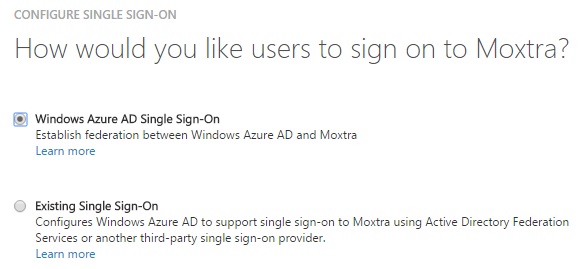 CONFIGURE SINGLE SIGN-ON
How would you like users to sign on to Moxtra?
Windows Azure AD Single Sign-On
Establish federation between Windows Azure AD and Moxtra
Learn more
Existing Single Sign-On
Configures Windows Azure AD to support single sign-on to Moxtra using Active Directory Federation
Services or another third-party single sign-on provider.
Learn more